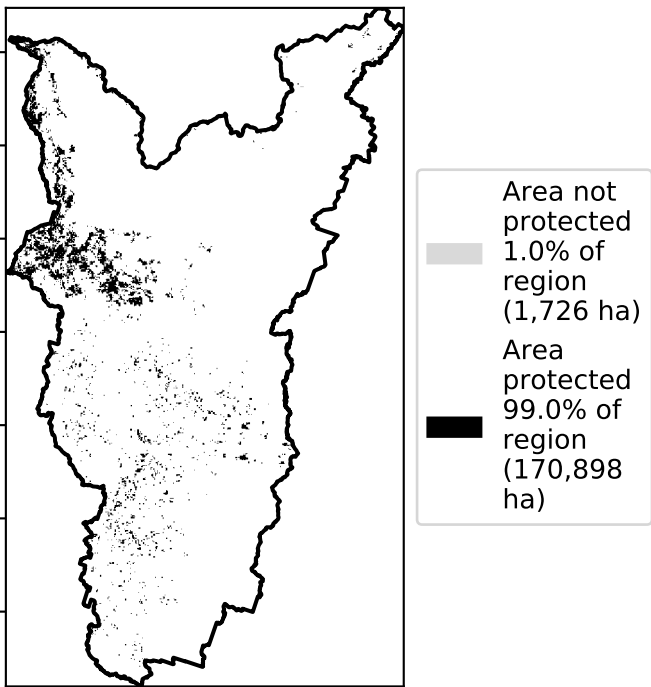 Area not
protected
1.0% of
region
(1,726 ha)
Area
protected
99.0% of
region
(170,898
ha)